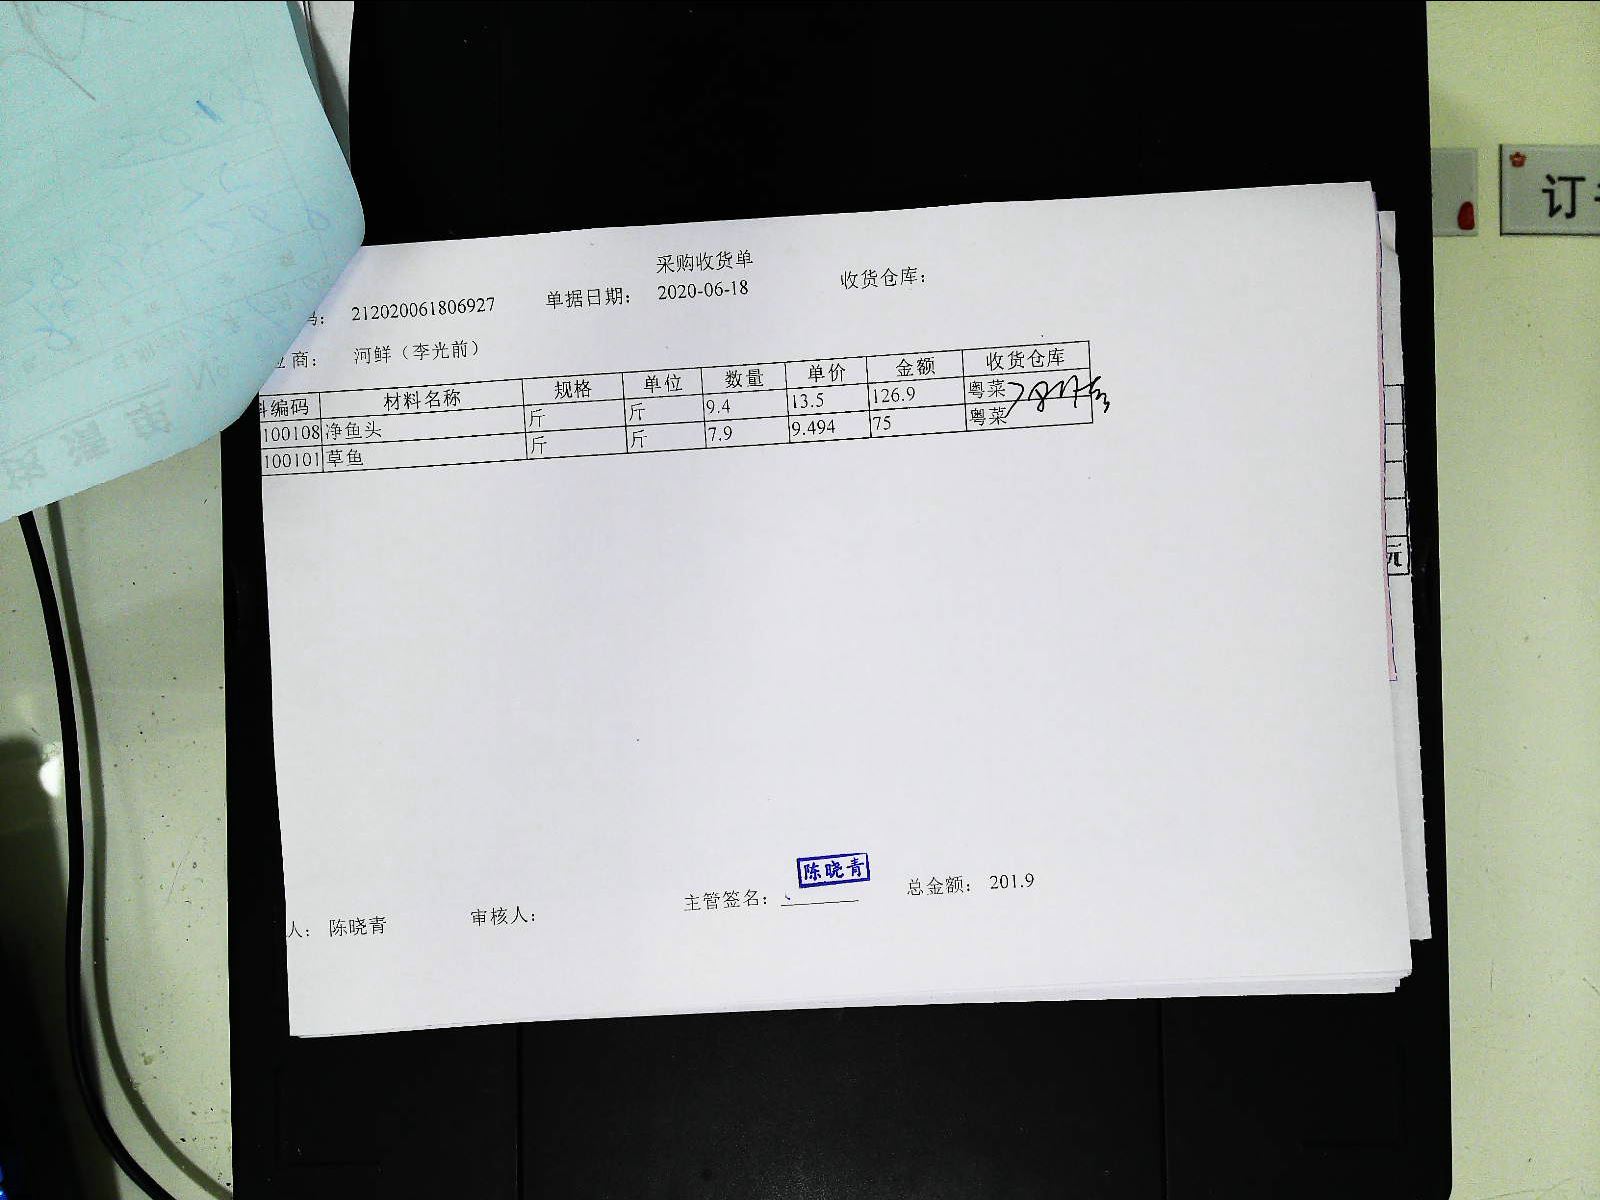 采购收货单
码: 212020061806927 单据日期: 2020-06-18 收货仓库:
应商: 河鲜（李光前）
料编码 材料名称 规格 单位 数量 单价 金额 收货仓库
100108 净鱼头 斤 斤 9.4 13.5 126.9 粤菜
100101 草鱼 斤 斤 7.9 9.494 75 粤菜
人: 陈晓青 审核人: 主管签名: 陈晓青 总金额: 201.9
订
元